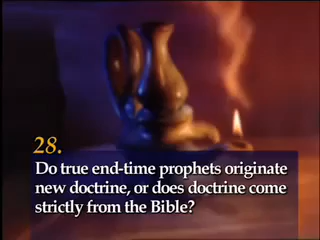 28.
Do true end-time prophets originate
new doctrine, or does doctrine come
strictly from the Bible?